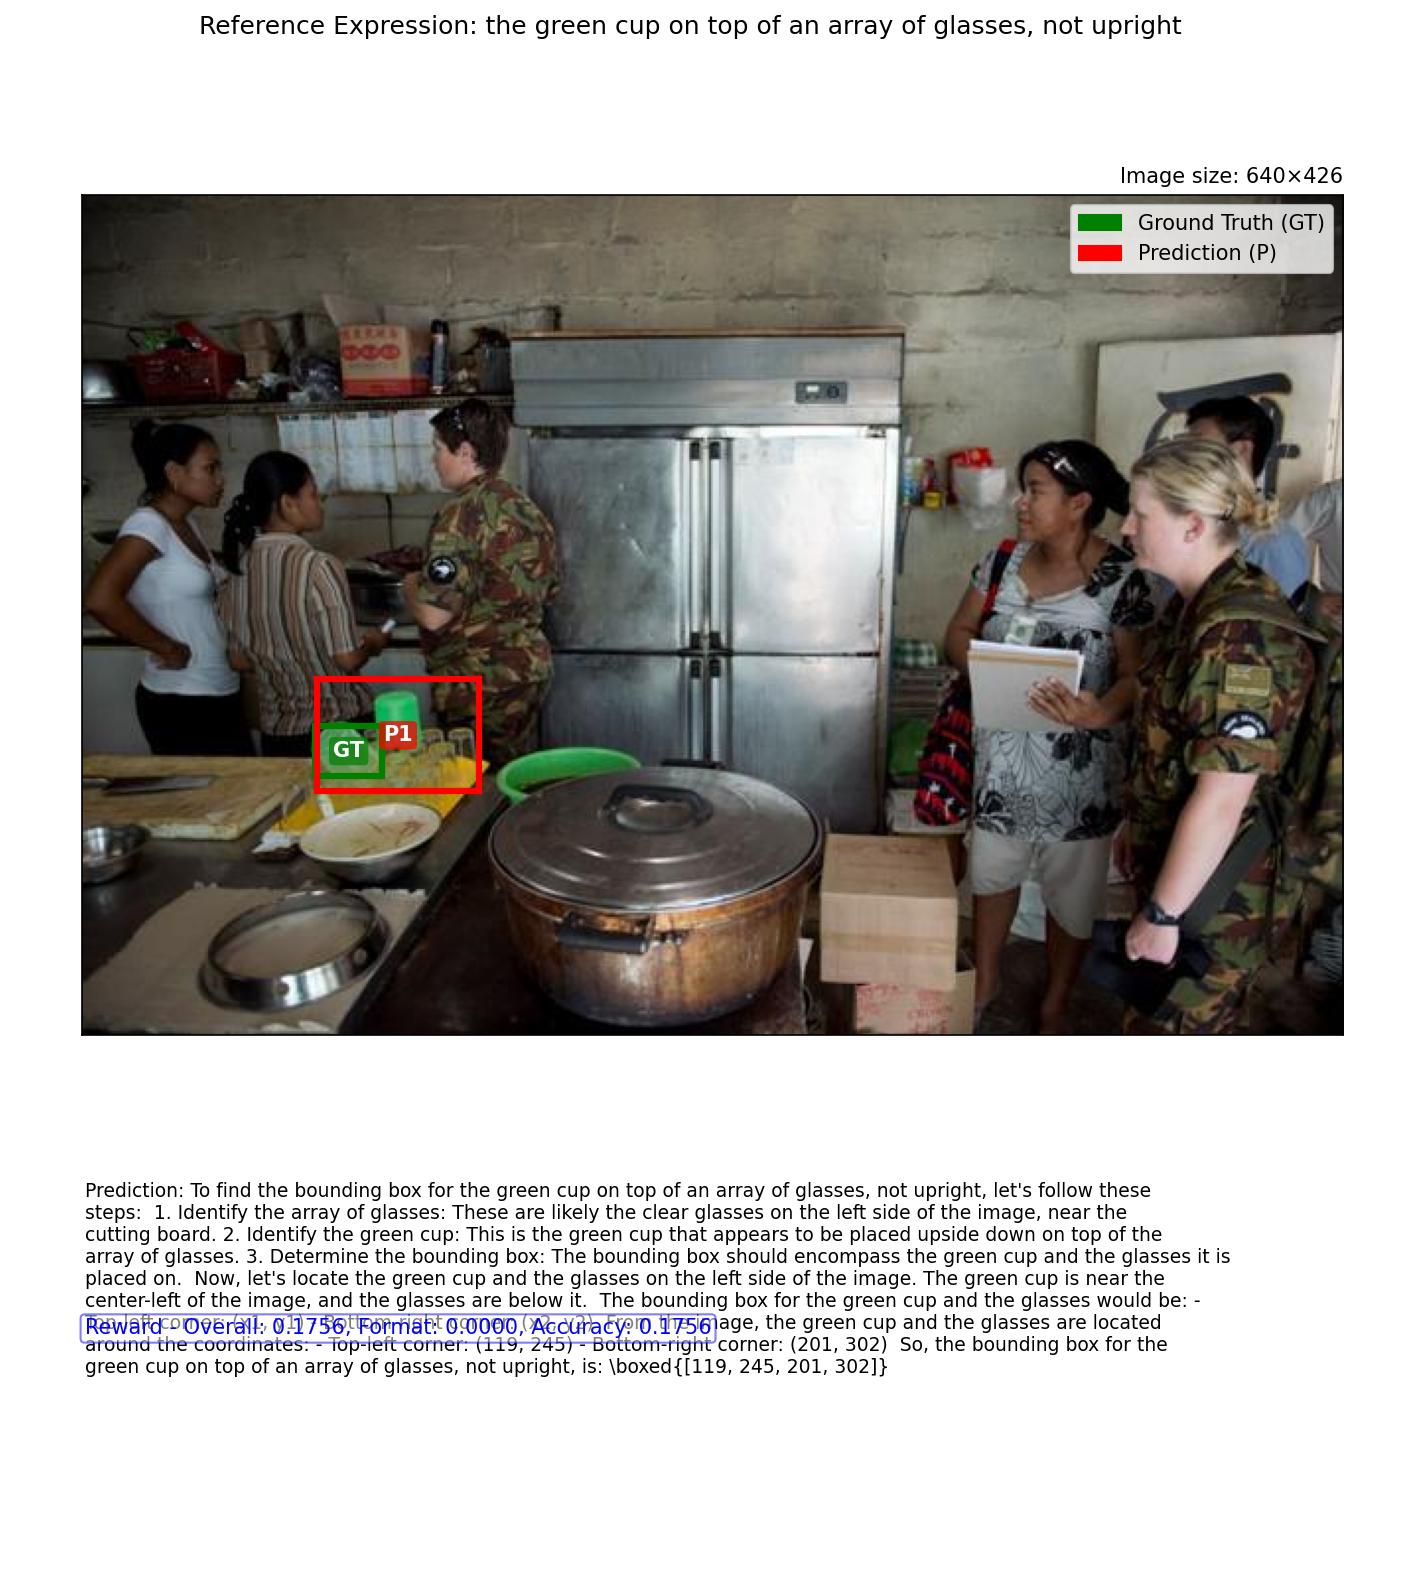 Reference Expression: the green cup on top of an array of glasses, not upright
Image size: 640×426
Ground Truth (GT)
Prediction (P)
P1
GT
Prediction: To find the bounding box for the green cup on top of an array of glasses, not upright, let's follow these
steps:  1. Identify the array of glasses: These are likely the clear glasses on the left side of the image, near the
cutting board. 2. Identify the green cup: This is the green cup that appears to be placed upside down on top of the
array of glasses. 3. Determine the bounding box: The bounding box should encompass the green cup and the glasses it is
placed on.  Now, let's locate the green cup and the glasses on the left side of the image. The green cup is near the
center-left of the image, and the glasses are below it.  The bounding box for the green cup and the glasses would be: -
Top-left corner: (x1, y1) - Bottom-right corner: (x2, y2)  From the image, the green cup and the glasses are located
Reward - Overall: 0.1756, Format: 0.0000, Accuracy: 0.1756
around the coordinates: - Top-left corner: (119, 245) - Bottom-right corner: (201, 302)  So, the bounding box for the
green cup on top of an array of glasses, not upright, is: \boxed{[119, 245, 201, 302]}